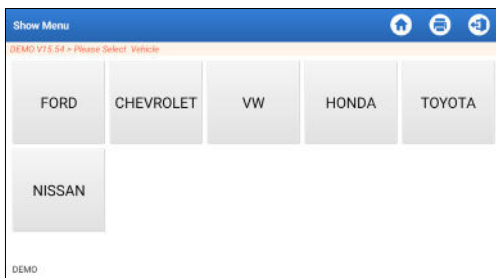 Show Menu
DEMO V15.54 > Please Select Vehicle
FORD CHEVROLET VW HONDA TOYOTA
NISSAN
DEMO